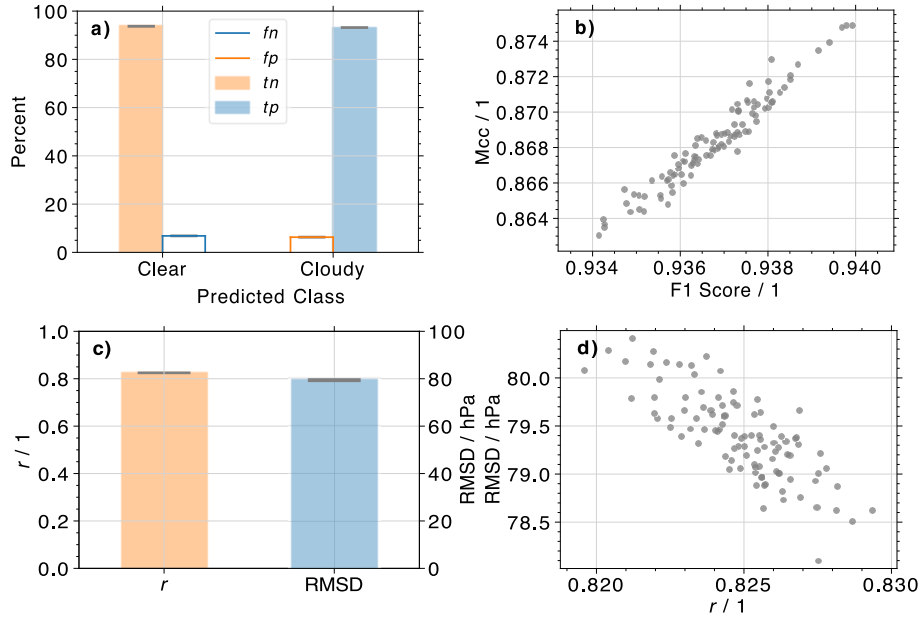 a)
100
80
60
40
20
0
Percent
fn
fp
tn
tp
Clear
Cloudy
Predicted Class
b)
0.874
0.872
0.870
0.868
0.866
0.864
Mcc / 1
0.934
0.936
0.938
0.940
F1 Score / 1
c)
1.0
0.8
0.6
0.4
0.2
0.0
r / 1
100
80
60
40
20
0
RMSD / hPa
r
RMSD
d)
80.0
79.5
79.0
78.5
RMSD / hPa
0.820
0.825
0.830
r / 1